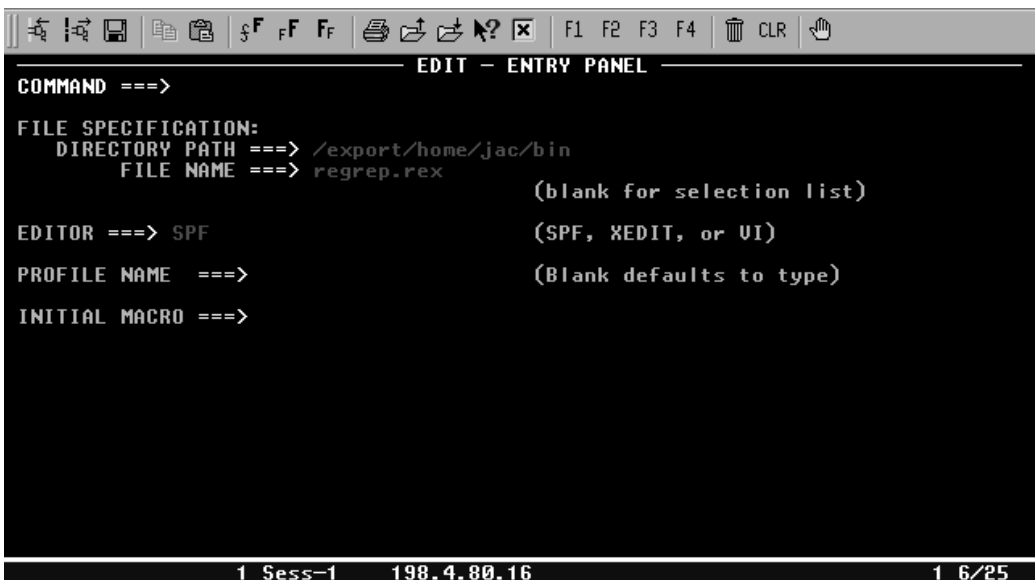 F F FF F1 F2 F3 F4 CLR
EDIT – ENTRY PANEL
COMMAND ===>
FILE SPECIFICATION:
DIRECTORY PATH ===> /export/home/jac/bin
FILE NAME ===> regrep.rex
(blank for selection list)
EDITOR ===> SPF (SPF, XEDIT, or VI)
PROFILE NAME ===> (Blank defaults to type)
INITIAL MACRO ===>
1 Sess–1 198.4.80.16 1 6/25